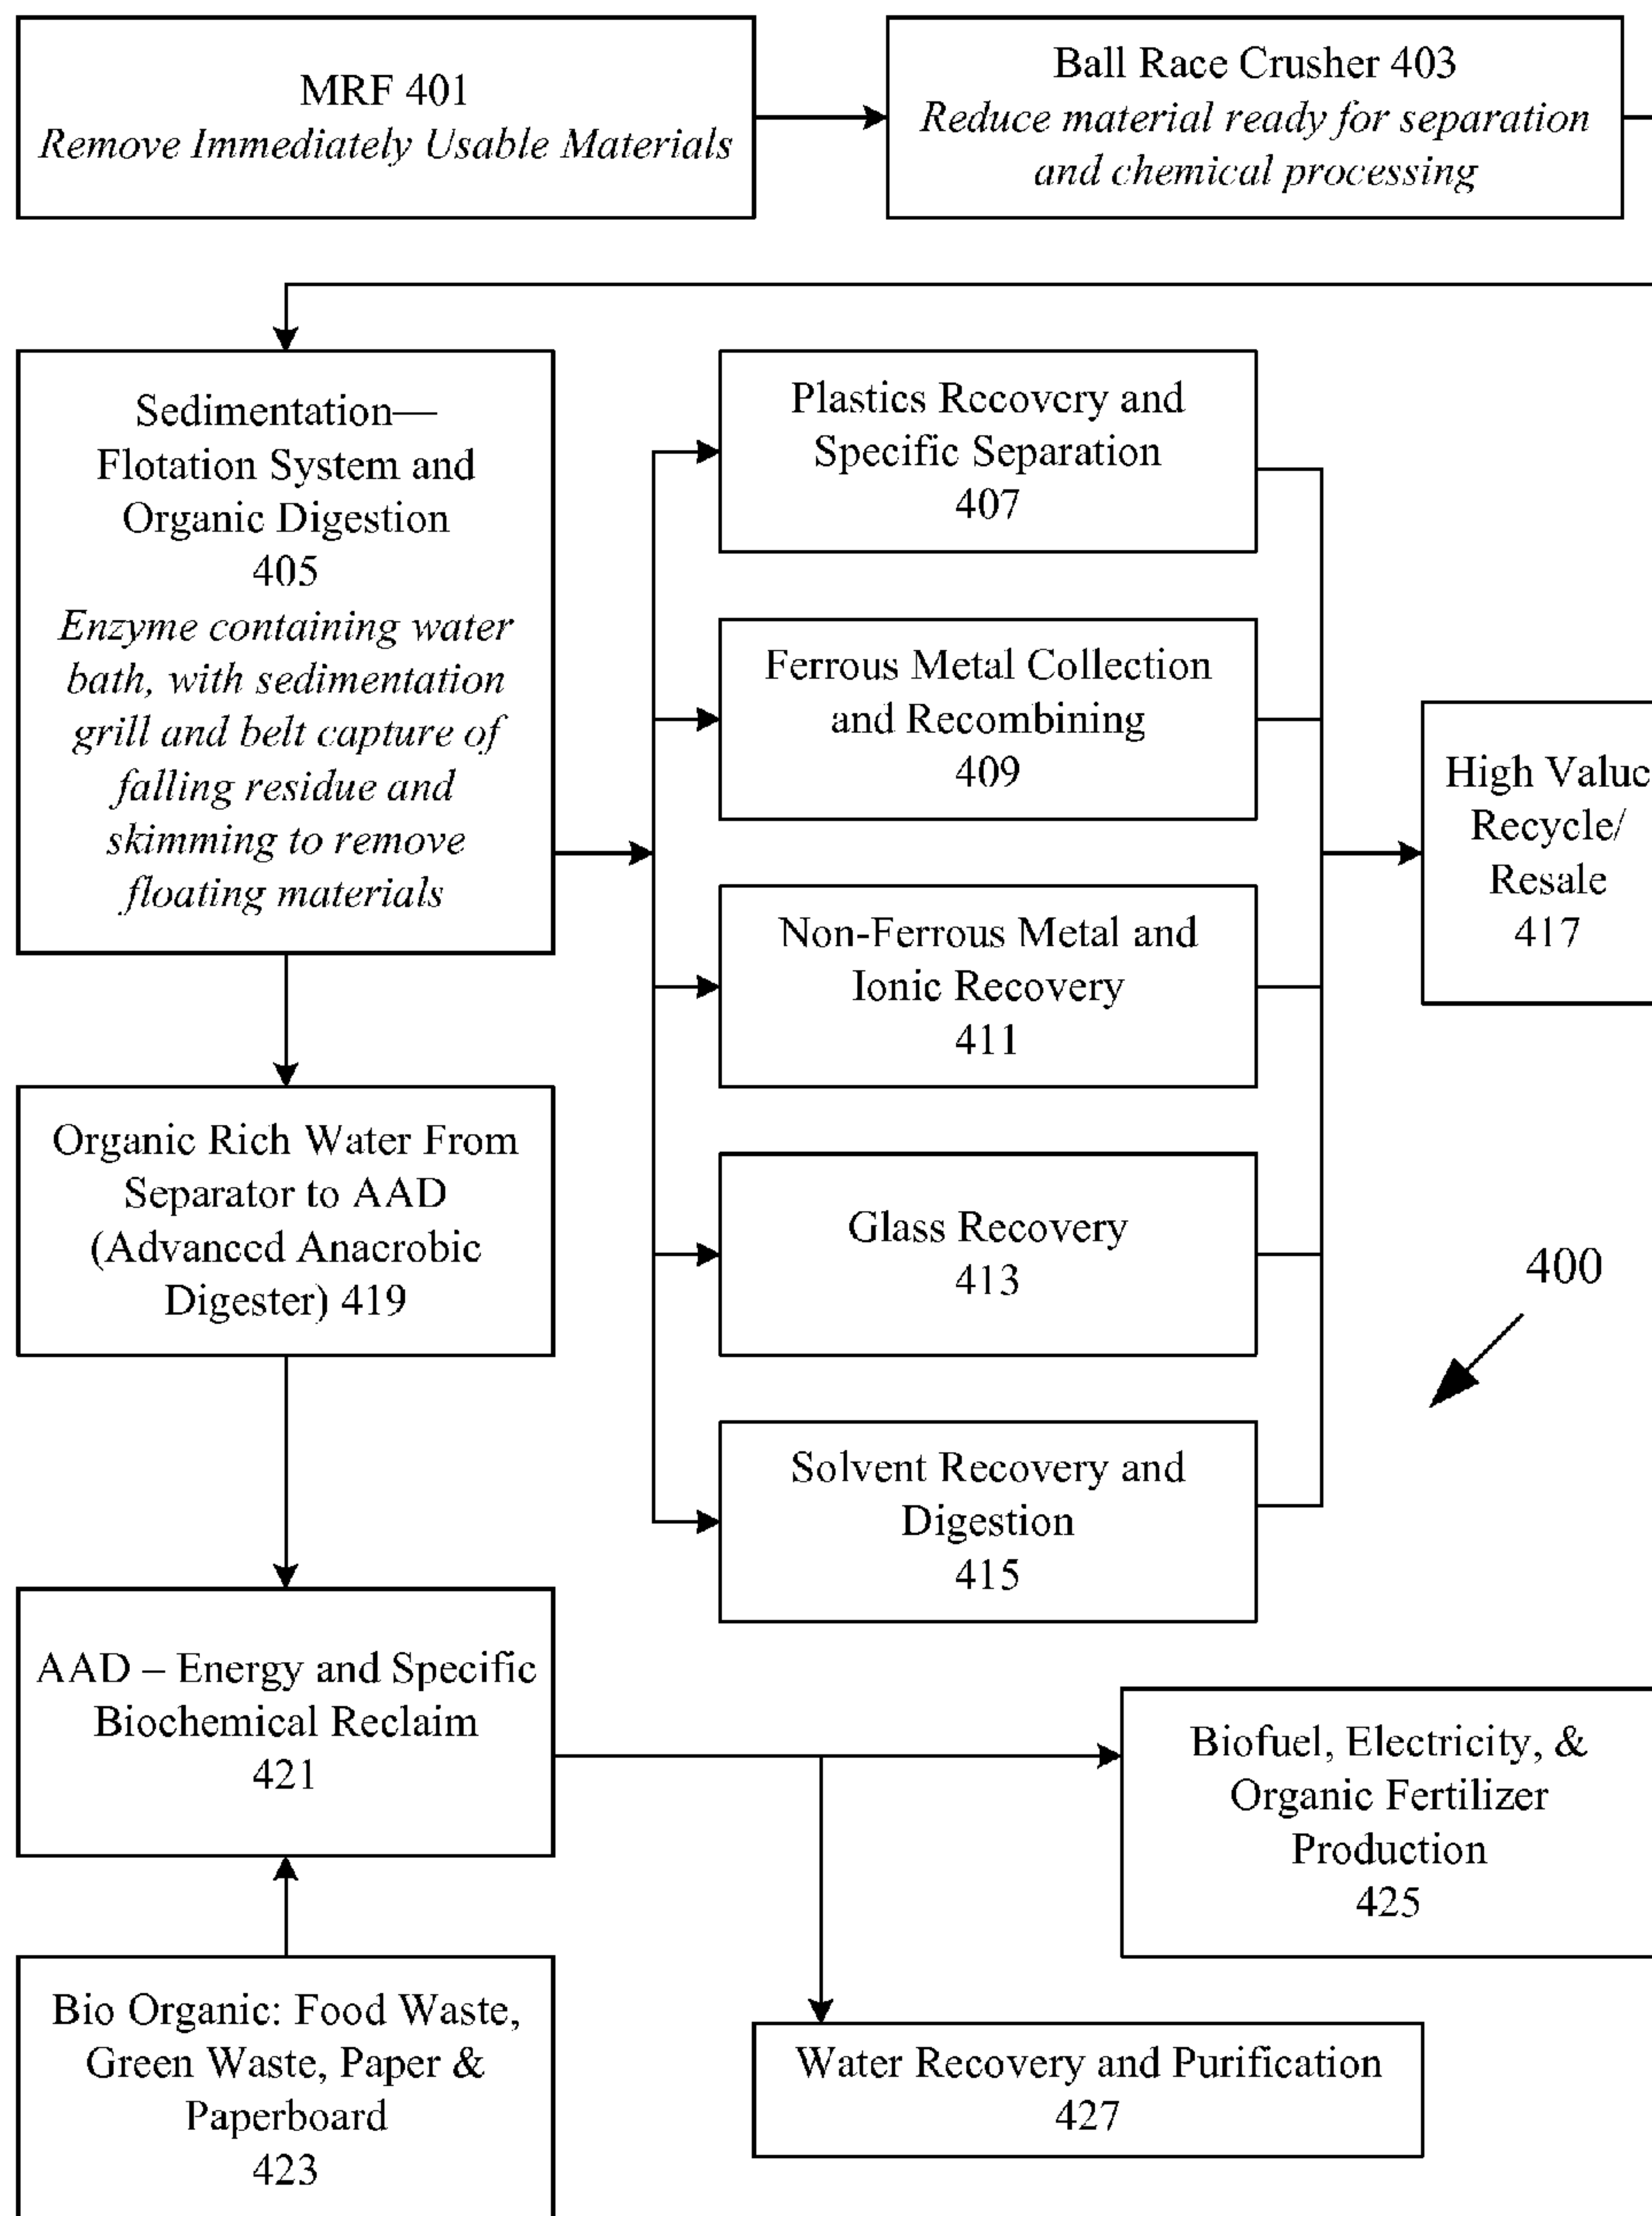 MRF 401
Remove Immediately Usable Materials
Ball Race Crusher 403
Reduce material ready for separation
and chemical processing
Sedimentation—
Flotation System and
Organic Digestion
405
Enzyme containing water
bath, with sedimentation
grill and belt capture of
falling residue and
skimming to remove
floating materials
Plastics Recovery and
Specific Separation
407
Ferrous Metal Collection
and Recombining
409
Non-Ferrous Metal and
Ionic Recovery
411
Glass Recovery
413
Solvent Recovery and
Digestion
415
High Value
Recycle/
Resale
417
400
Organic Rich Water From
Separator to AAD
(Advanced Anaerobic
Digester) 419
AAD – Energy and Specific
Biochemical Reclaim
421
Biofuel, Electricity, &
Organic Fertilizer
Production
425
Bio Organic: Food Waste,
Green Waste, Paper &
Paperboard
423
Water Recovery and Purification
427